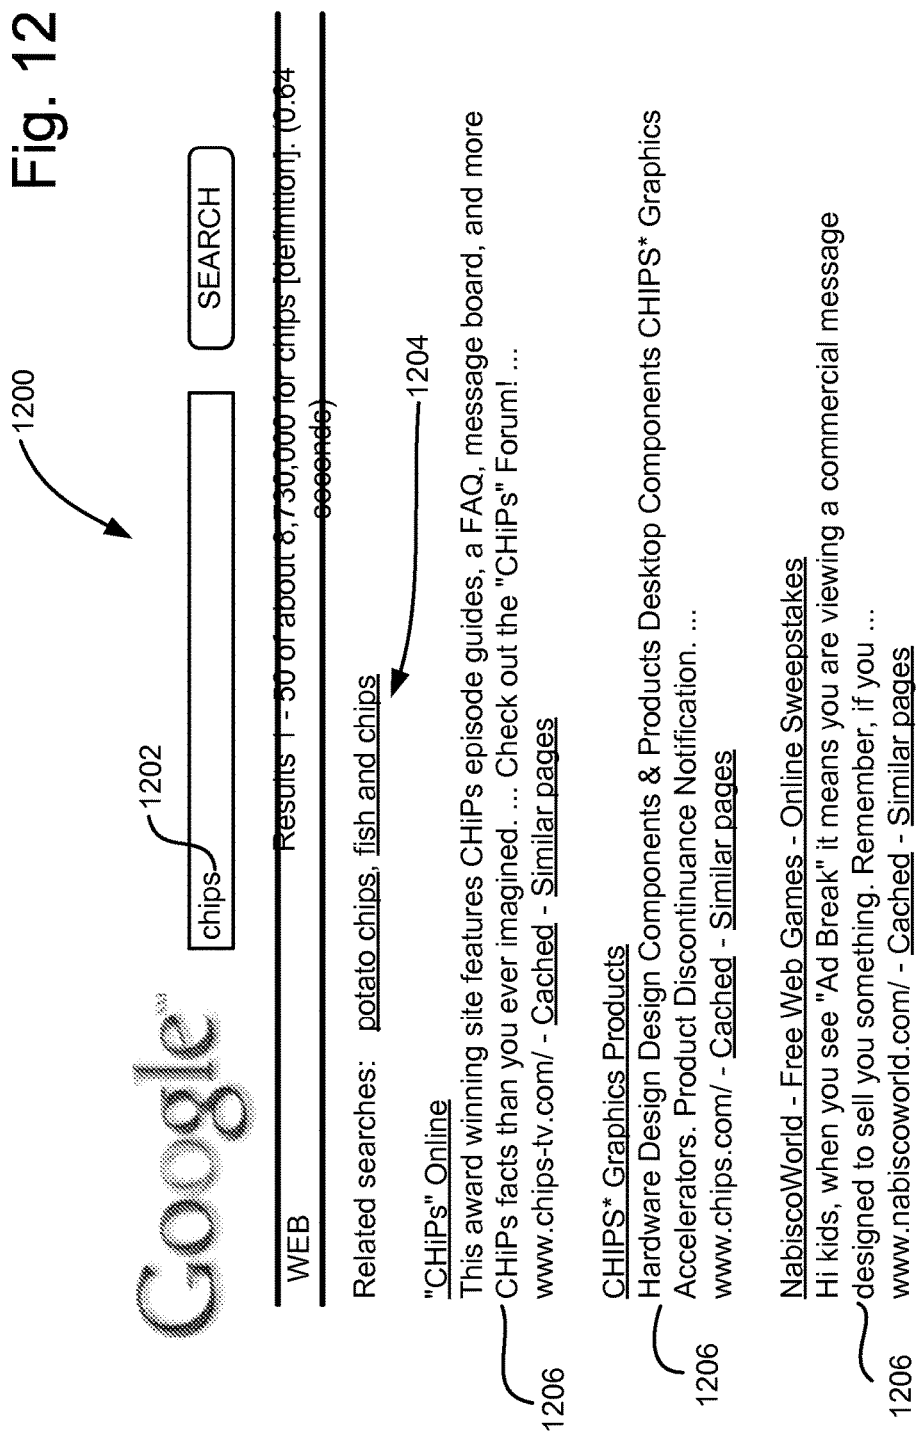 Fig. 12
1200
Google
chips
SEARCH
1202
WEB
Results 1 - 50 of about 8,730,000 for chips [definition]. (0.64
seconds)
Related searches: potato chips, fish and chips
1204
"CHiPs" Online
This award winning site features CHiPs episode guides, a FAQ, message board, and more
CHiPs facts than you ever imagined. ... Check out the "CHiPs" Forum! ...
www.chips-tv.com/ - Cached - Similar pages
1206
CHIPS* Graphics Products
Hardware Design Design Components & Products Desktop Components CHIPS* Graphics
Accelerators. Product Discontinuance Notification. ...
www.chips.com/ - Cached - Similar pages
1206
NabiscoWorld - Free Web Games - Online Sweepstakes
Hi kids, when you see "Ad Break" it means you are viewing a commercial message
designed to sell you something. Remember, if you ...
www.nabiscoworld.com/ - Cached - Similar pages
1206